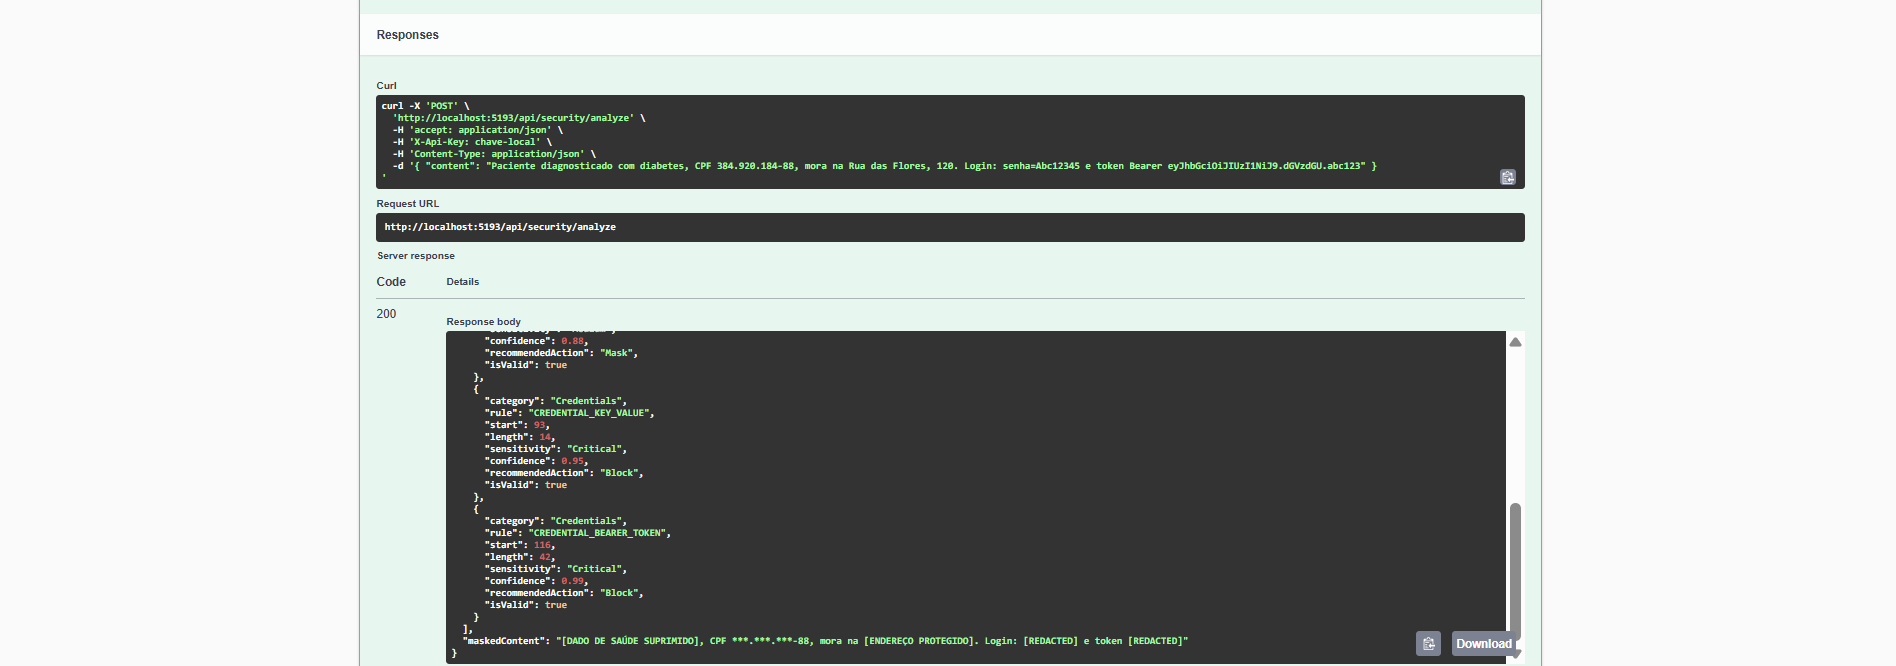 Responses
Curl
curl -X 'POST' \
  'http://localhost:5193/api/security/analyze' \
  -H 'accept: application/json' \
  -H 'X-Api-Key: chave-local' \
  -H 'Content-Type: application/json' \
  -d '{ "content": "Paciente diagnosticado com diabetes, CPF 384.920.184-88, mora na Rua das Flores, 120. Login: senha=Abc12345 e token Bearer eyJhbGciOiJIUzI1NiJ9.dGVzdGU.abc123" }
'
Request URL
http://localhost:5193/api/security/analyze
Server response
Code Details
200
Response body
"confidence": 0.88,
"recommendedAction": "Mask",
"isValid": true
},
{
"category": "Credentials",
"rule": "CREDENTIAL_KEY_VALUE",
"start": 93,
"length": 14,
"sensitivity": "Critical",
"confidence": 0.95,
"recommendedAction": "Block",
"isValid": true
},
{
"category": "Credentials",
"rule": "CREDENTIAL_BEARER_TOKEN",
"start": 116,
"length": 42,
"sensitivity": "Critical",
"confidence": 0.99,
"recommendedAction": "Block",
"isValid": true
}
],
"maskedContent": "[DADO DE SAÚDE SUPRIMIDO], CPF ***.***.***-88, mora na [ENDEREÇO PROTEGIDO]. Login: [REDACTED] e token [REDACTED]"
}
Download